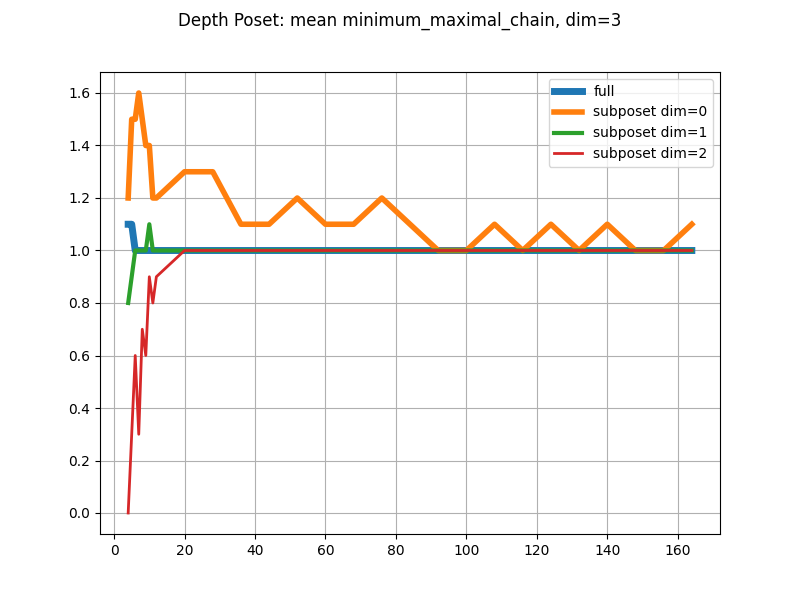 Depth Poset: mean minimum_maximal_chain, dim=3
full
subposet dim=0
subposet dim=1
subposet dim=2
1.6
1.4
1.2
1.0
0.8
0.6
0.4
0.2
0.0
0 20 40 60 80 100 120 140 160